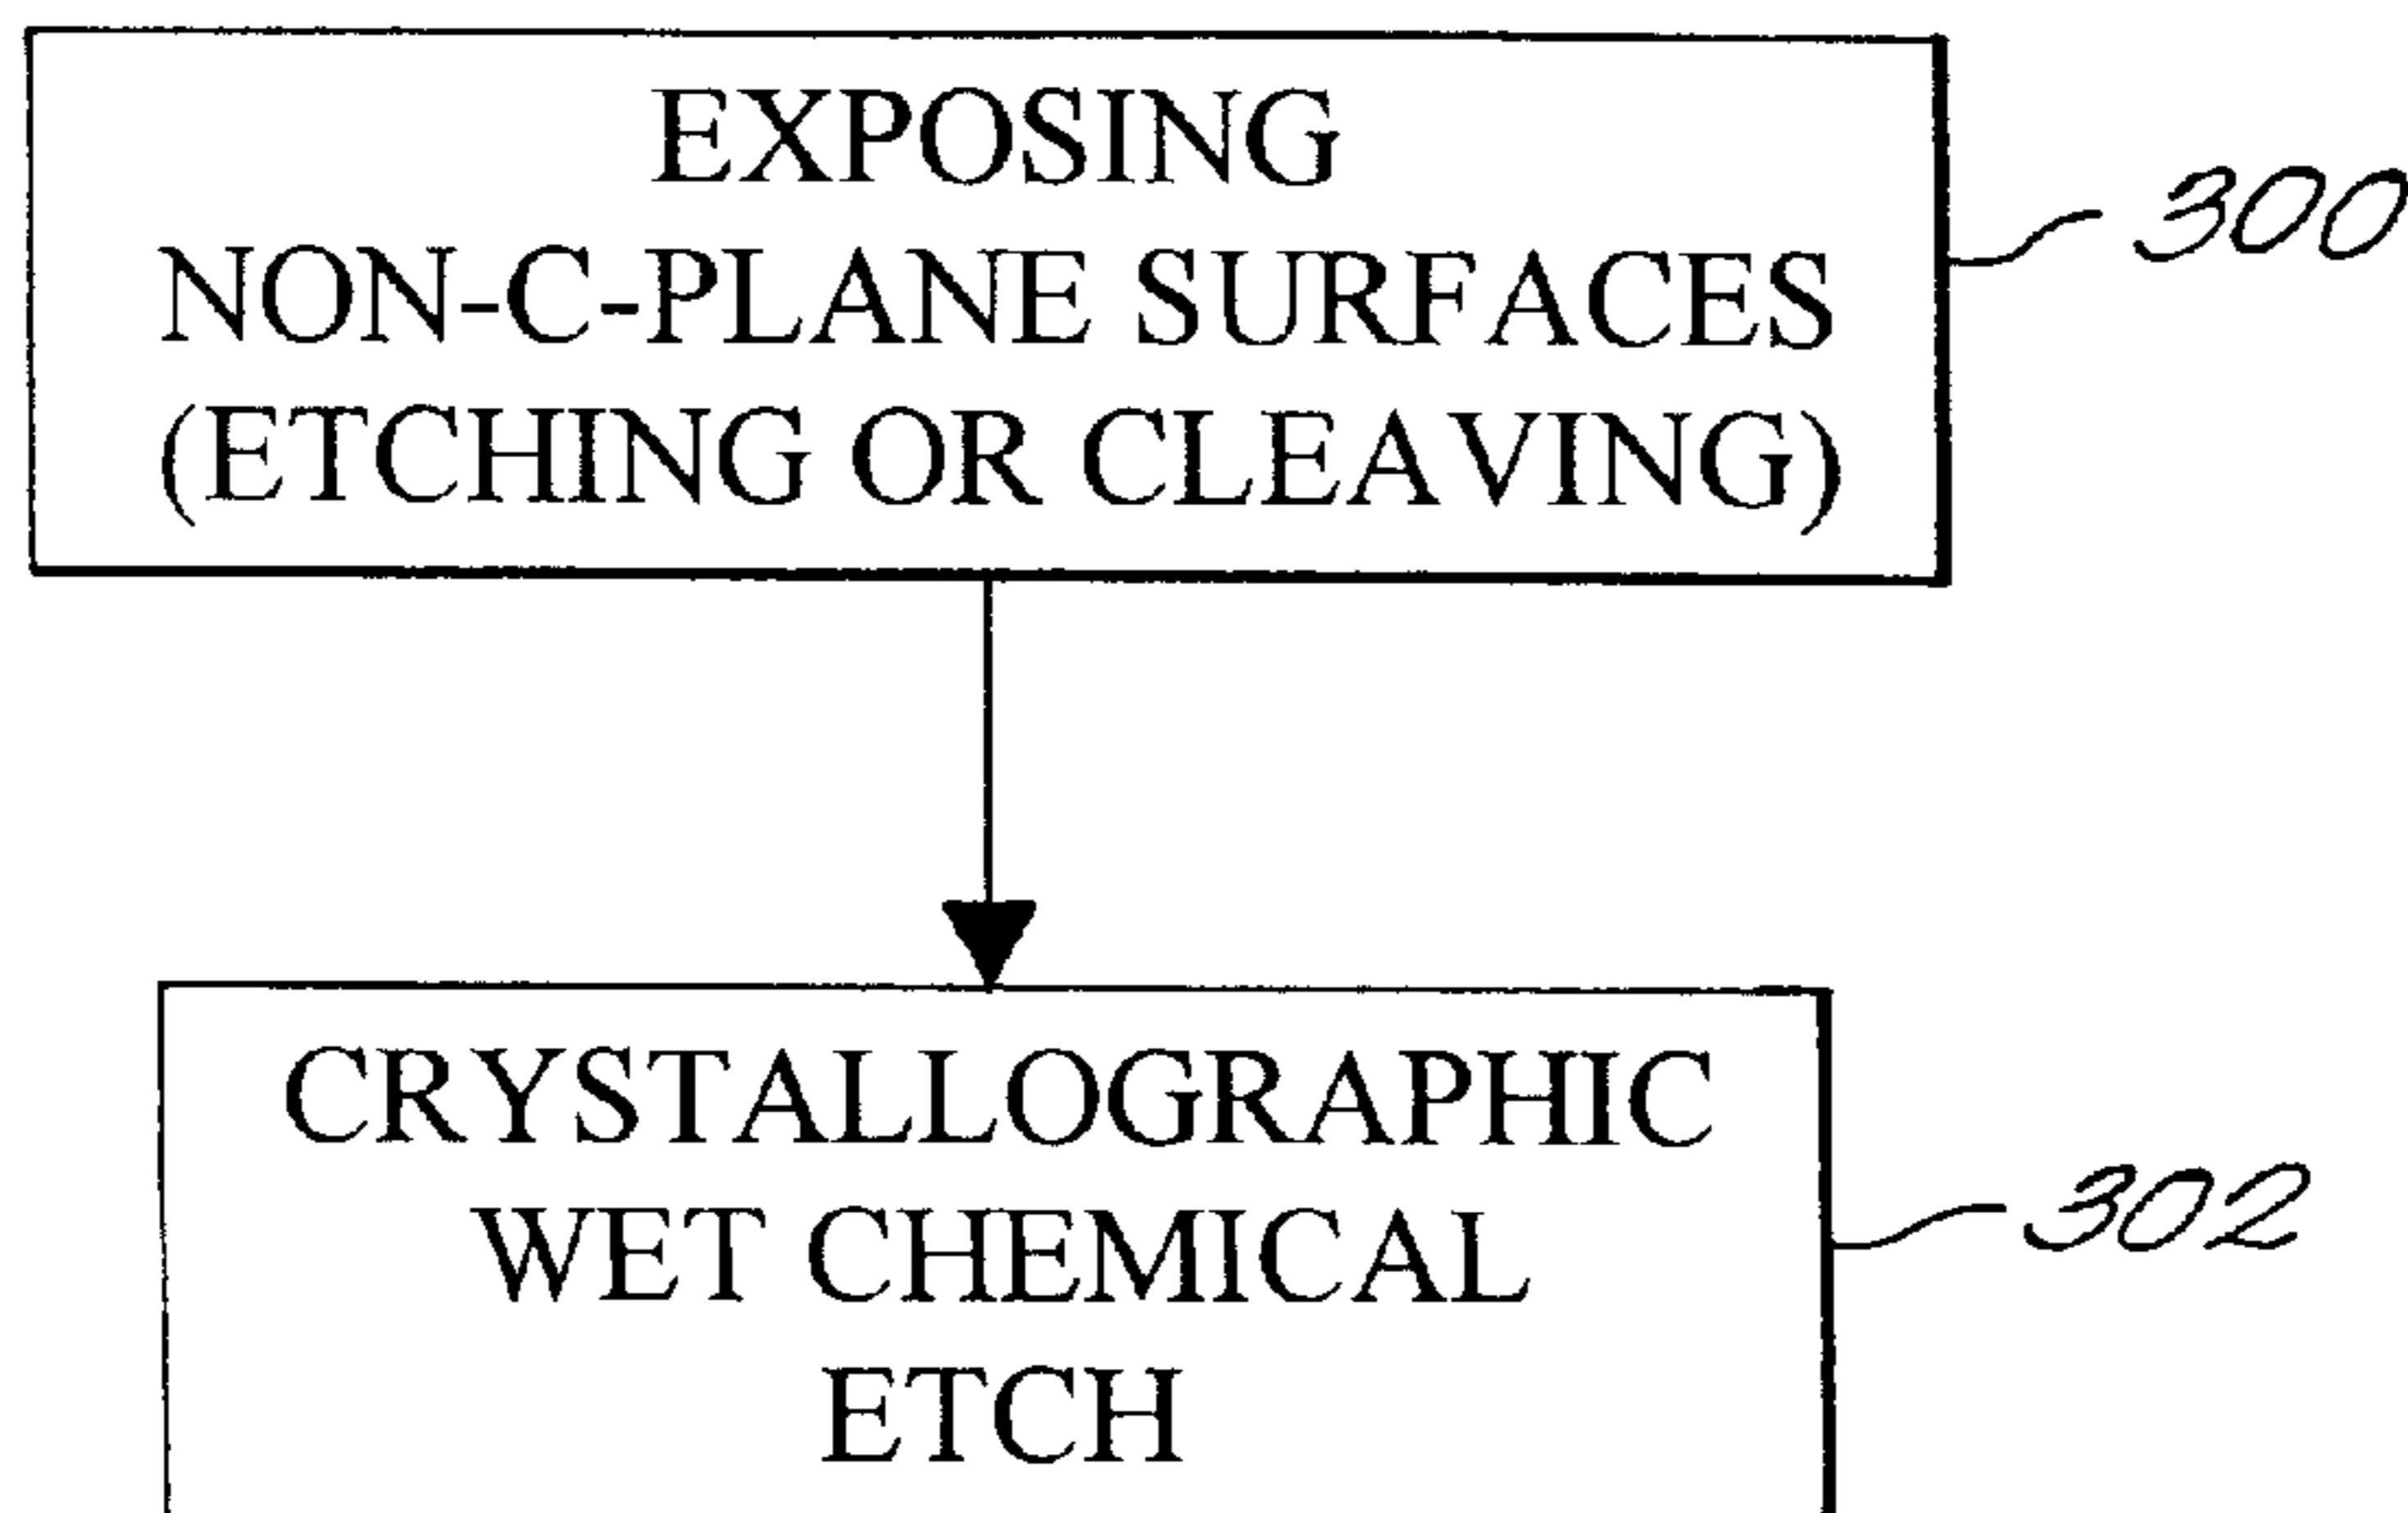 EXPOSING
NON-C-PLANE SURFACES
(ETCHING OR CLEAVING)
300
CRYSTALLOGRAPHIC
WET CHEMICAL
ETCH
302